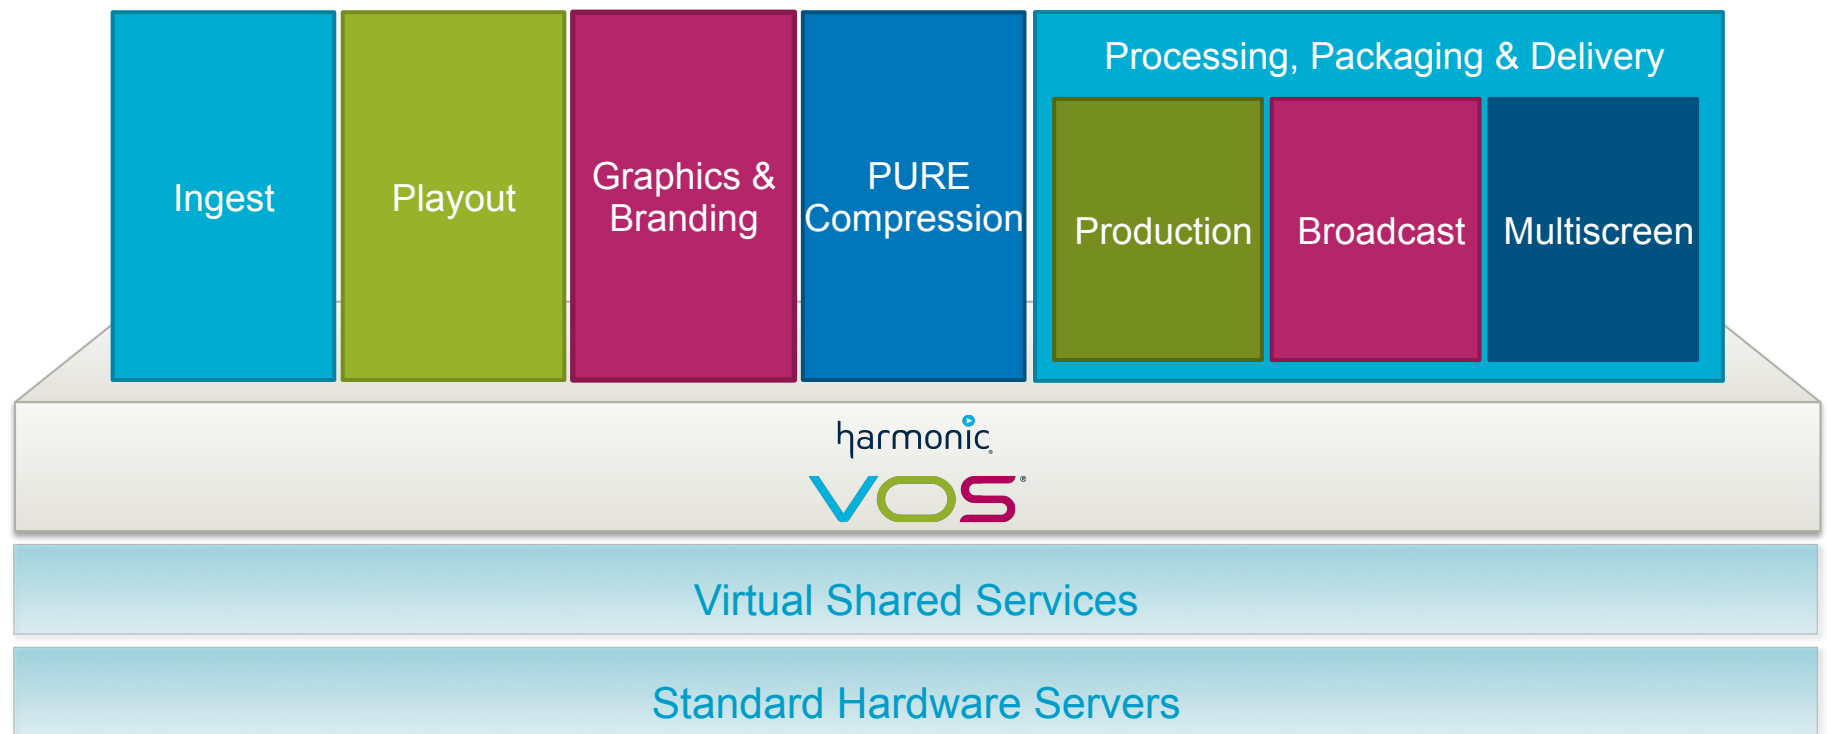 Ingest
Playout
Graphics &
Branding
PURE
Compression
Processing, Packaging & Delivery
Production
Broadcast
Multiscreen
harmonic
VOS®
Virtual Shared Services
Standard Hardware Servers